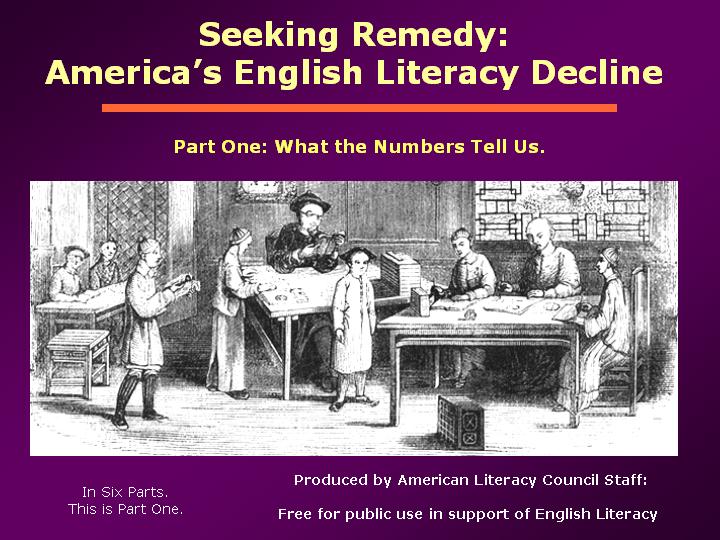 Seeking Remedy:
America's English Literacy Decline
Part One: What the Numbers Tell Us.
In Six Parts.
This is Part One.
Produced by American Literacy Council Staff:
Free for public use in support of English Literacy